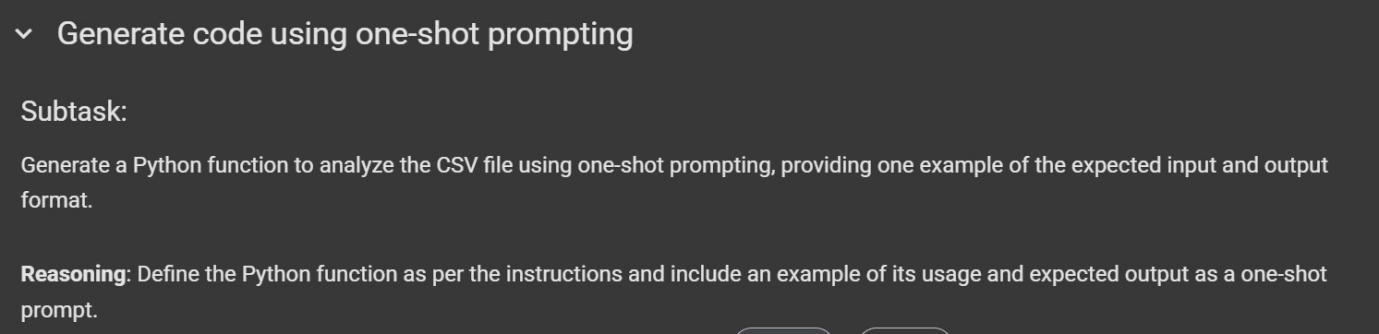 Generate code using one-shot prompting
Subtask:
Generate a Python function to analyze the CSV file using one-shot prompting, providing one example of the expected input and output
format.
Reasoning: Define the Python function as per the instructions and include an example of its usage and expected output as a one-shot
prompt.